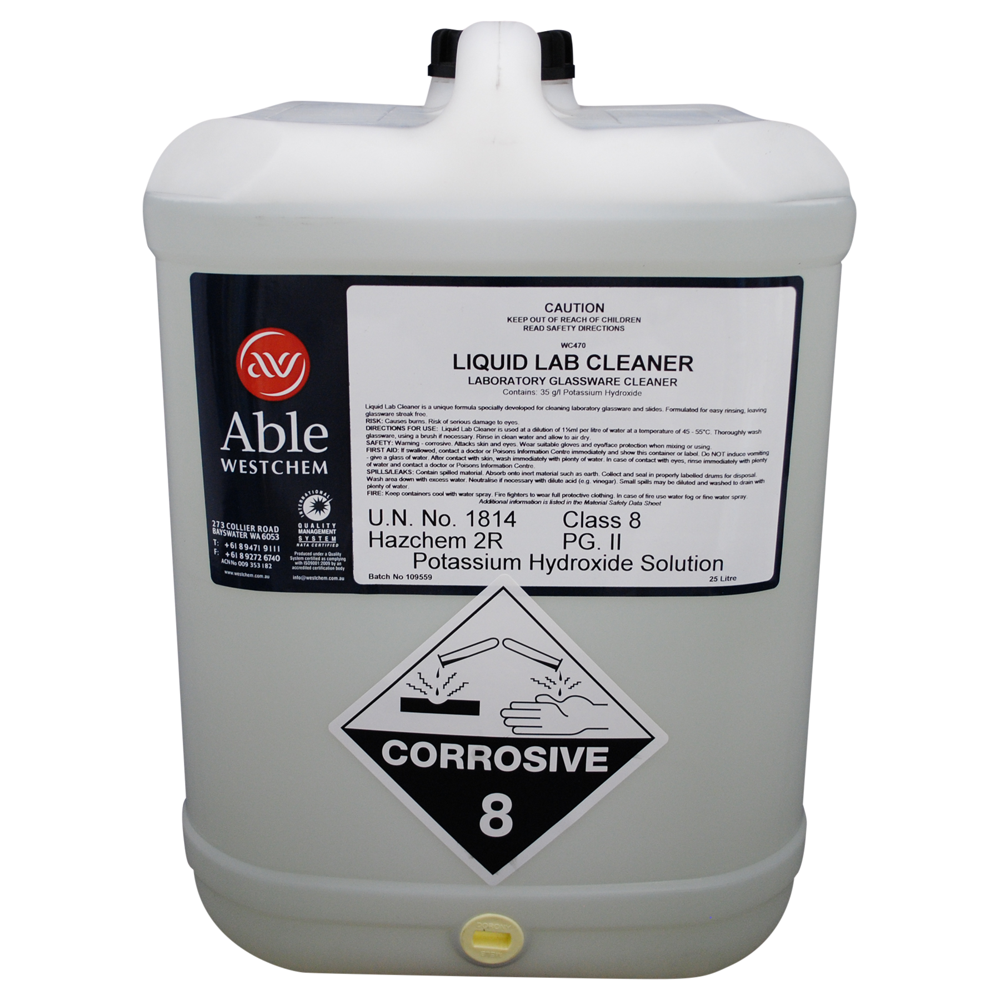 CAUTION
KEEP OUT OF REACH OF CHILDREN
READ SAFETY DIRECTIONS
WC470
LIQUID LAB CLEANER
LABORATORY GLASSWARE CLEANER
Contains: 35 g/l Potassium Hydroxide
Liquid Lab Cleaner is a unique formula specially developed for cleaning laboratory glassware and slides. Formulated for easy rinsing, leaving
glassware streak free.
RISK: Causes burns. Risk of serious damage to eyes.
DIRECTIONS FOR USE: Liquid Lab Cleaner is used at a dilution of 1½ml per litre of water at a temperature of 45 - 55°C. Thoroughly wash
glassware, using a brush if necessary. Rinse in clean water and allow to air dry.
SAFETY: Warning - corrosive. Attacks skin and eyes. Wear suitable gloves and eye/face protection when mixing or using.
FIRST AID: If swallowed, contact a doctor or Poisons Information Centre immediately and show this container or label. Do NOT induce vomiting
- give a glass of water. After contact with skin, wash immediately with plenty of water. In case of contact with eyes, rinse immediately with plenty
of water and contact a doctor or Poisons Information Centre.
SPILLS/LEAKS: Contain spilled material. Absorb onto inert material such as earth. Collect and seal in properly labelled drums for disposal.
Wash area down with excess water. Neutralise if necessary with dilute acid (e.g. vinegar). Small spills may be diluted and washed to drain with
plenty of water.
FIRE: Keep containers cool with water spray. Fire fighters to wear full protective clothing. In case of fire use water fog or fine water spray.
Additional information is listed in the Material Safety Data Sheet
U.N. No. 1814 Class 8
Hazchem 2R PG. II
Potassium Hydroxide Solution
Batch No 109559 25 Litre
aw
Able
WESTCHEM
273 COLLIER ROAD
BAYSWATER WA 6053
T: +61 8 9471 9111
F: +61 8 9272 6740
ACN No 009 353 182
www.westchem.com.au
INTERNATIONAL
QUALITY
MANAGEMENT
SYSTEM
NATA CERTIFIED
Produced under a Quality
System certified as complying
with ISO9001:2009 by an
accredited certification body
info@westchem.com.au
CORROSIVE
8